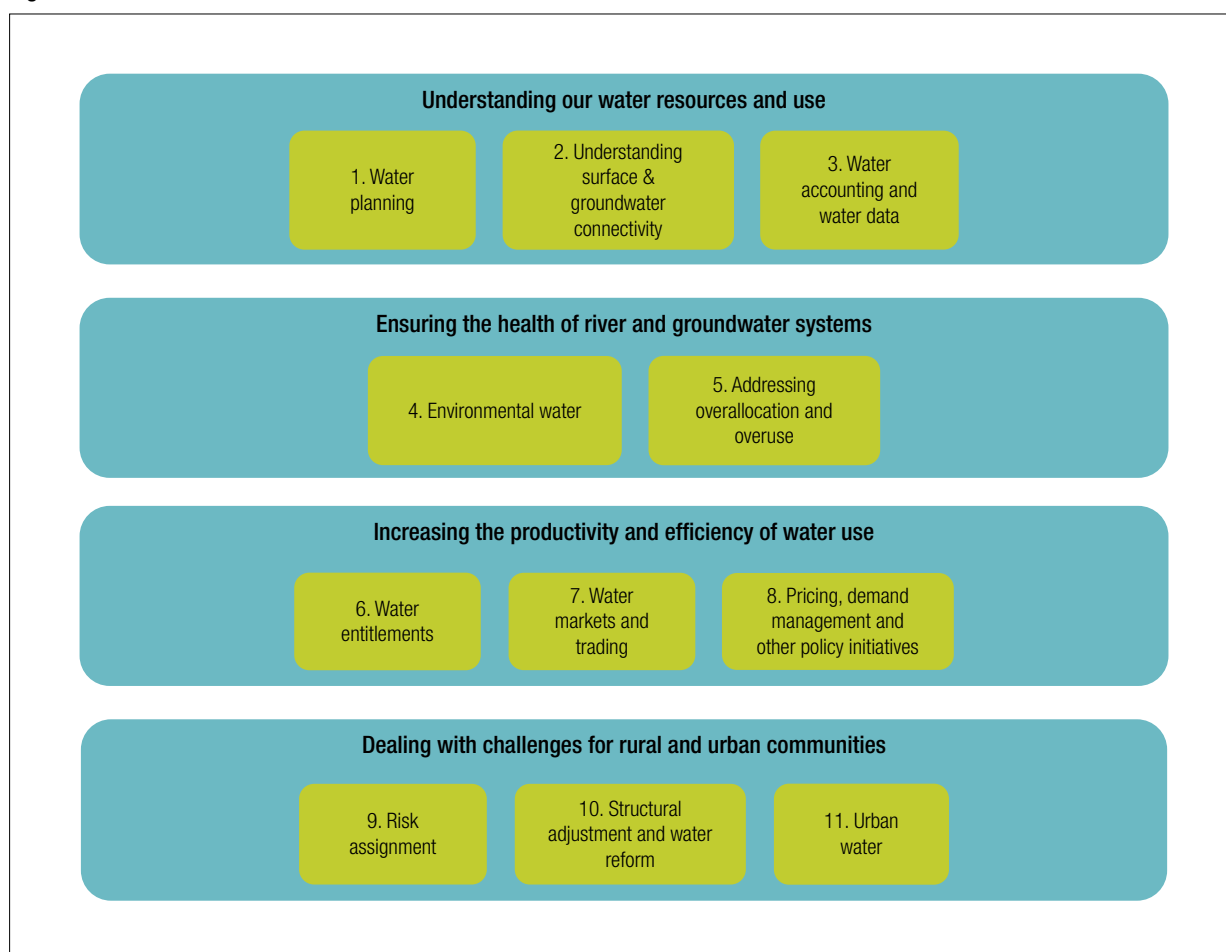 Understanding our water resources and use
1. Water
planning
2. Understanding
surface &
groundwater
connectivity
3. Water
accounting and
water data
Ensuring the health of river and groundwater systems
4. Environmental water
5. Addressing
overallocation and
overuse
Increasing the productivity and efficiency of water use
6. Water
entitlements
7. Water
markets and
trading
8. Pricing, demand
management and
other policy initiatives
Dealing with challenges for rural and urban communities
9. Risk
assignment
10. Structural
adjustment and water
reform
11. Urban
water